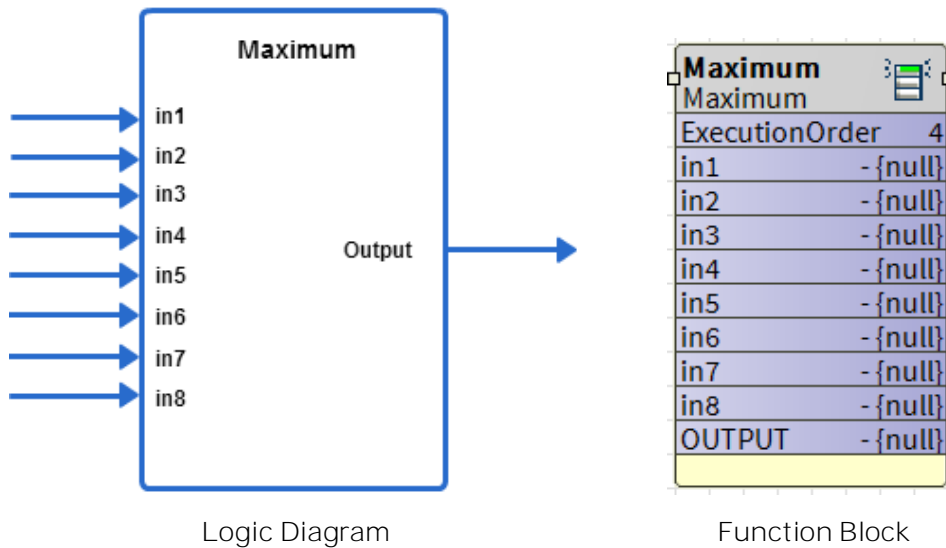 Maximum
in1
in2
in3
in4
in5
in6
in7
in8
Output
Logic Diagram
Maximum
Maximum
ExecutionOrder 4
in1 - {null}
in2 - {null}
in3 - {null}
in4 - {null}
in5 - {null}
in6 - {null}
in7 - {null}
in8 - {null}
OUTPUT - {null}
Function Block